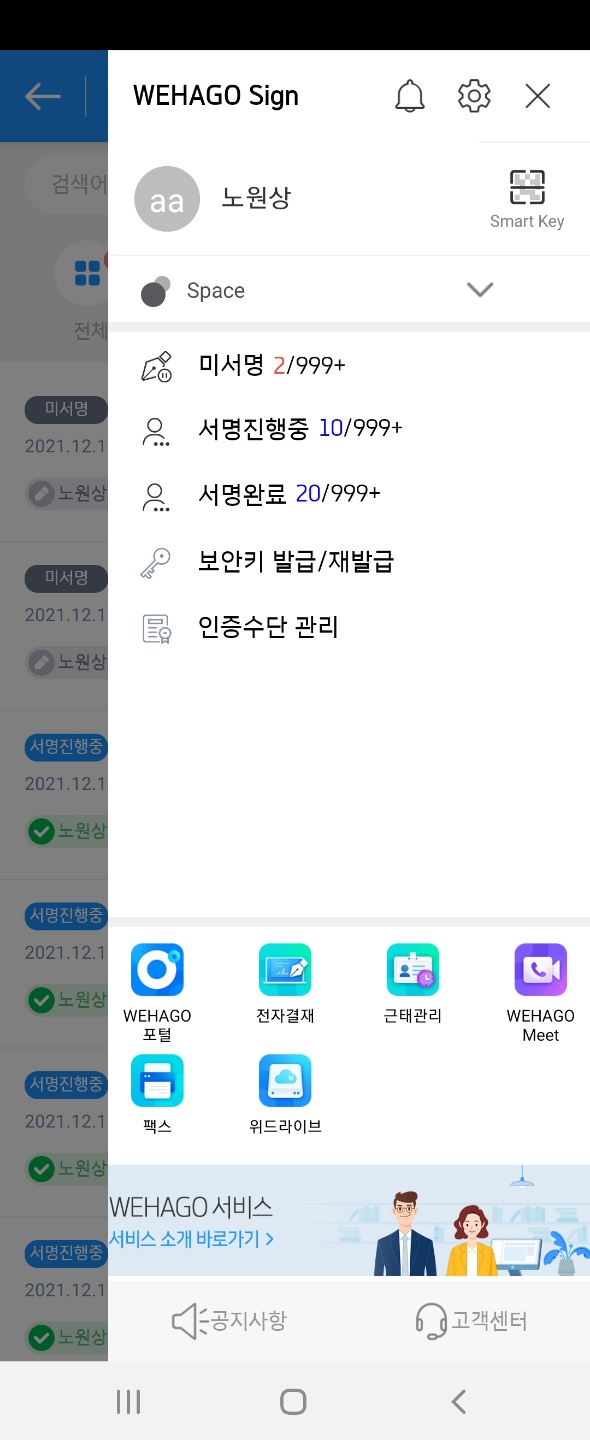 WEHAGO Sign
aa 노원상
Smart Key
Space
미서명 2/999+
서명진행중 10/999+
서명완료 20/999+
보안키 발급/재발급
인증수단 관리
WEHAGO
포털
전자결재
근태관리
WEHAGO
Meet
팩스
위드라이브
WEHAGO 서비스
서비스 소개 바로가기 >
공지사항
고객센터
검색어
전체
미서명
2021.12.1
노원상
미서명
2021.12.1
노원상
서명진행중
2021.12.1
노원상
서명진행중
2021.12.1
노원상
서명진행중
2021.12.1
노원상
서명진행중
2021.12.1
노원상